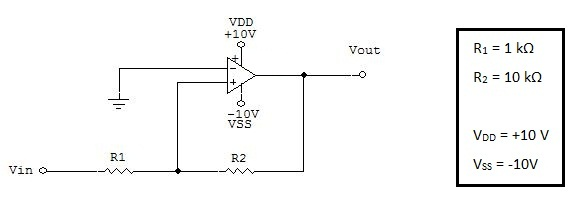 VDD
+10V
Vout
-10V
VSS
Vin
R1
R2
R1 = 1 kΩ
R2 = 10 kΩ
VDD = +10 V
VSS = -10V